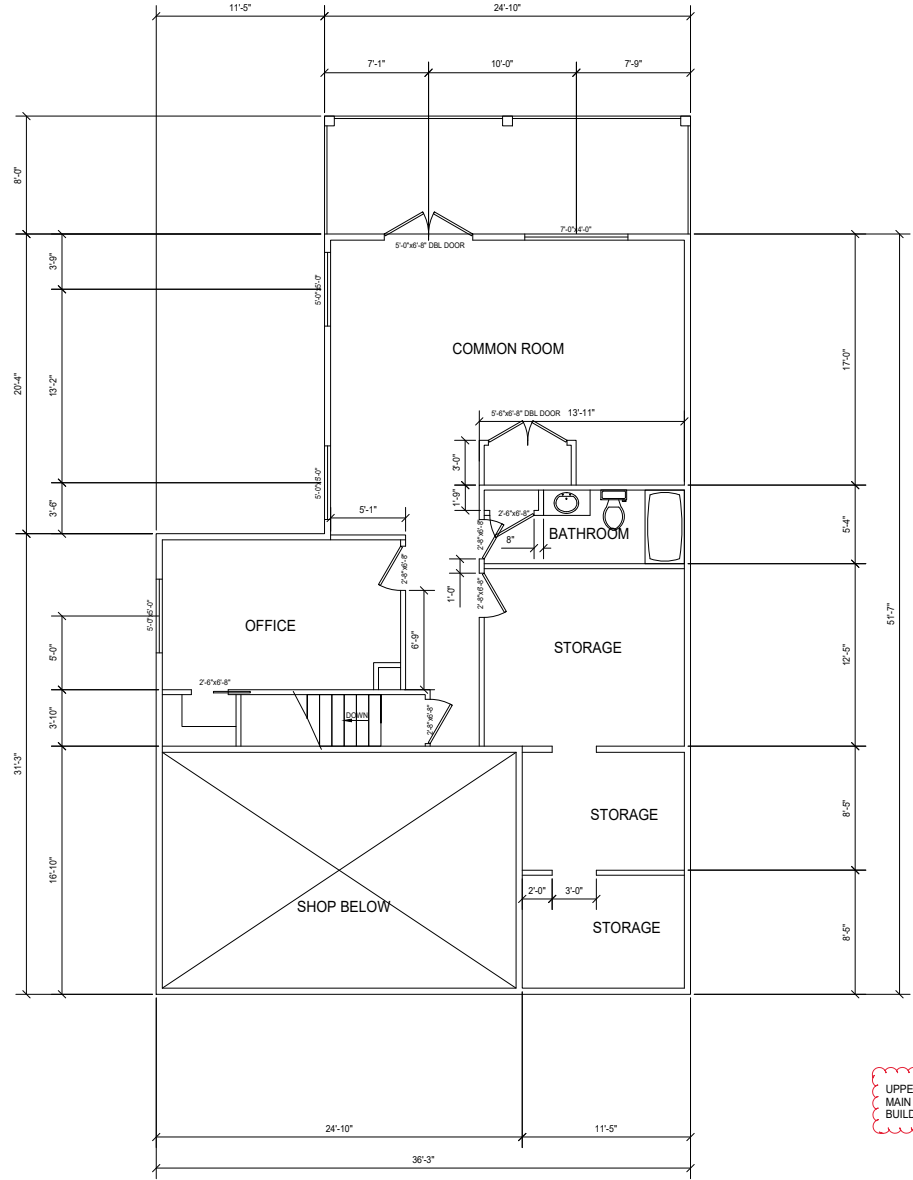 11'-5"
24'-10"
7'-1"
10'-0"
7'-9"
8'-0"
7'-0"x4'-0"
5'-0"x6'-8" DBL DOOR
3'-9"
5'-0"x5'-0"
20'-4"
13'-2"
COMMON ROOM
17'-0"
5'-6"x6'-8" DBL DOOR
13'-11"
3'-0"
5'-0"x5'-0"
3'-6"
1'-9"
5'-1"
2'-6"x6'-8"
2'-8"x6'-8"
8"
BATHROOM
5'-4"
2'-8"x6'-8"
1'-0"
2'-8"x6'-8"
5'-0"x5'-0"
51'-7"
OFFICE
6'-9"
STORAGE
5'-0"
12'-5"
2'-6"x6'-8"
3'-10"
DOWN
2'-8"x6'-8"
31'-3"
STORAGE
8'-5"
16'-10"
2'-0"
3'-0"
SHOP BELOW
STORAGE
8'-5"
UPPE
MAIN
BUILD
24'-10"
11'-5"
36'-3"